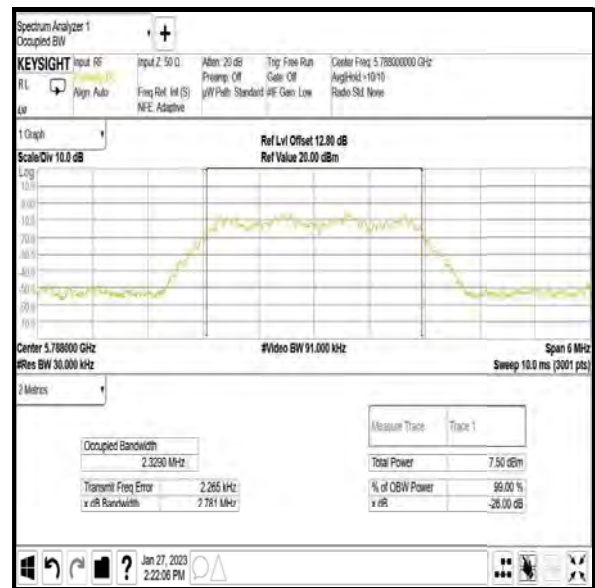 Spectrum Analyzer 1
Occupied BW
KEYSIGHT Input: RF
RL
Align: Auto
Input Z: 50 Ω
Freq Ref: Int (S)
NFE: Adaptive
Atten: 20 dB
Preamp: Off
µW Path: Standard
Trig: Free Run
Gate: Off
#IF Gain: Low
Center Freq: 5.788000000 GHz
Avg|Hold:>10/10
Radio Std: None
1 Graph
Scale/Div 10.0 dB
Ref Lvl Offset 12.80 dB
Ref Value 20.00 dBm
Log
10.0
0.00
Center 5.788000 GHz
#Video BW 91.000 kHz
Span 6 MHz
#Res BW 30.000 kHz
Sweep 10.0 ms (3001 pts)
2 Metrics
Measure Trace Trace 1
Occupied Bandwidth
2.3290 MHz
Total Power 7.50 dBm
Transmit Freq Error 2.265 kHz
% of OBW Power 99.00 %
x dB Bandwidth 2.781 MHz
x dB -26.00 dB
Jan 27, 2023
2:22:06 PM